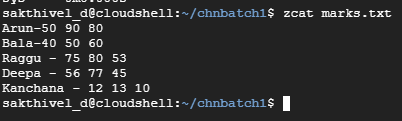 sakthivel_d@cloudshell:~/chnbatch1$ zcat marks.txt
Arun-50 90 80
Bala-40 50 60
Raggu - 75 80 53
Deepa - 56 77 45
Kanchana - 12 13 10
sakthivel_d@cloudshell:~/chnbatch1$